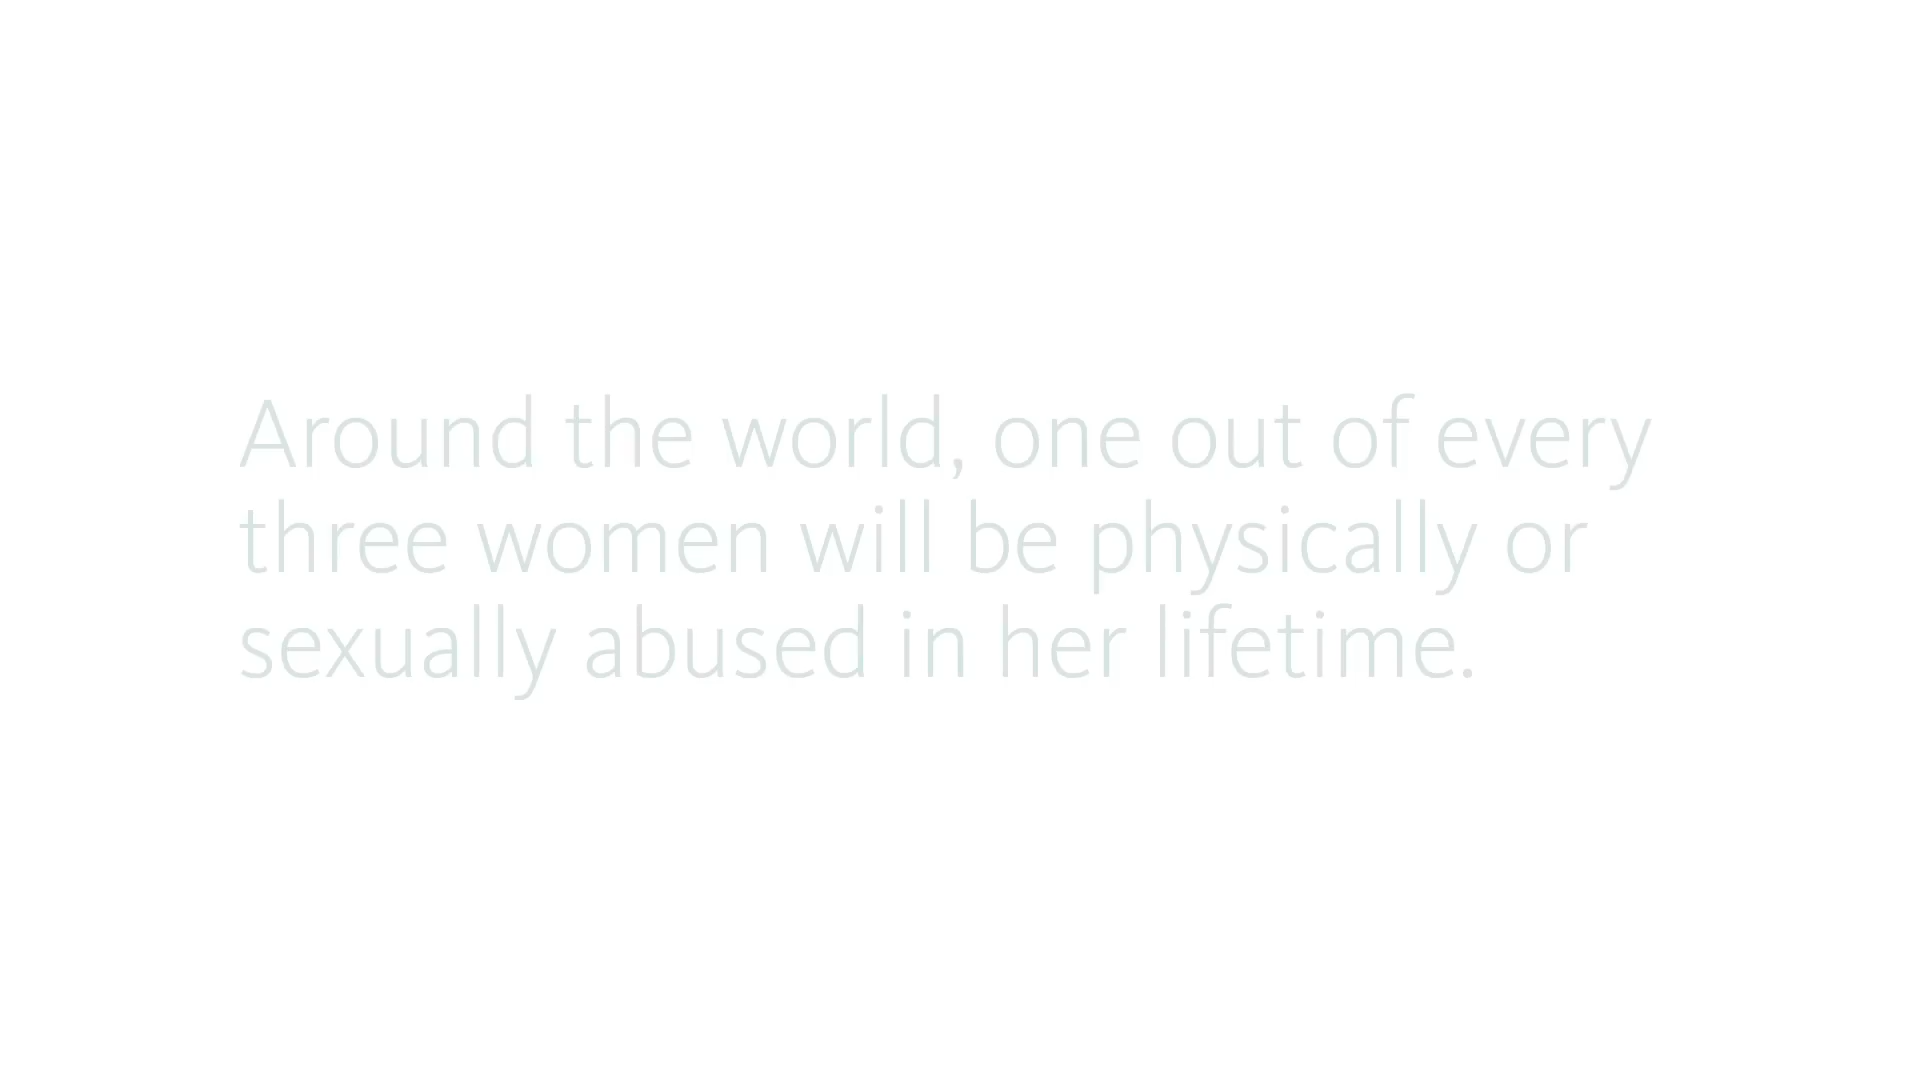 Around the world, one out of every
three women will be physically or
sexually abused in her lifetime.